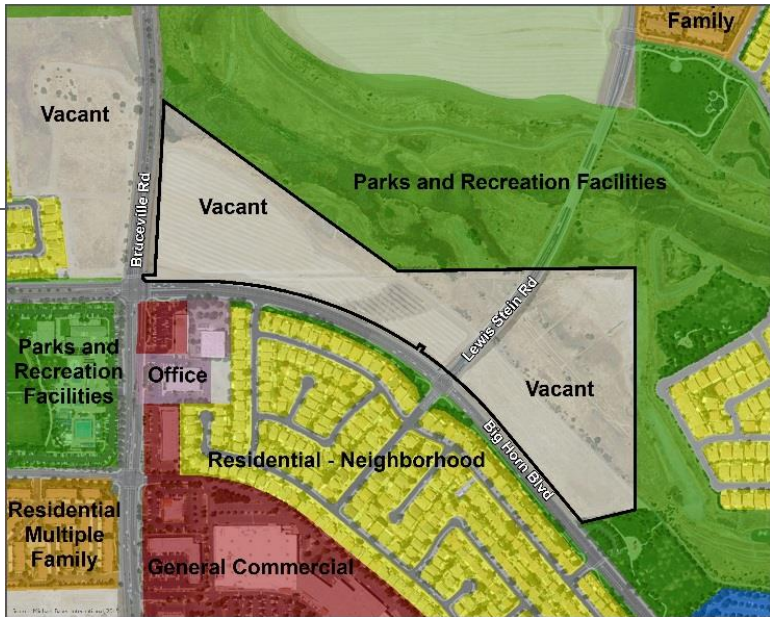 Family
Vacant
Bruceville Rd
Vacant
Parks and Recreation Facilities
Lewis Stein Rd
Parks and
Recreation
Facilities
Office
Vacant
Big Horn Blvd
Residential - Neighborhood
Residential
Multiple
Family
General Commercial